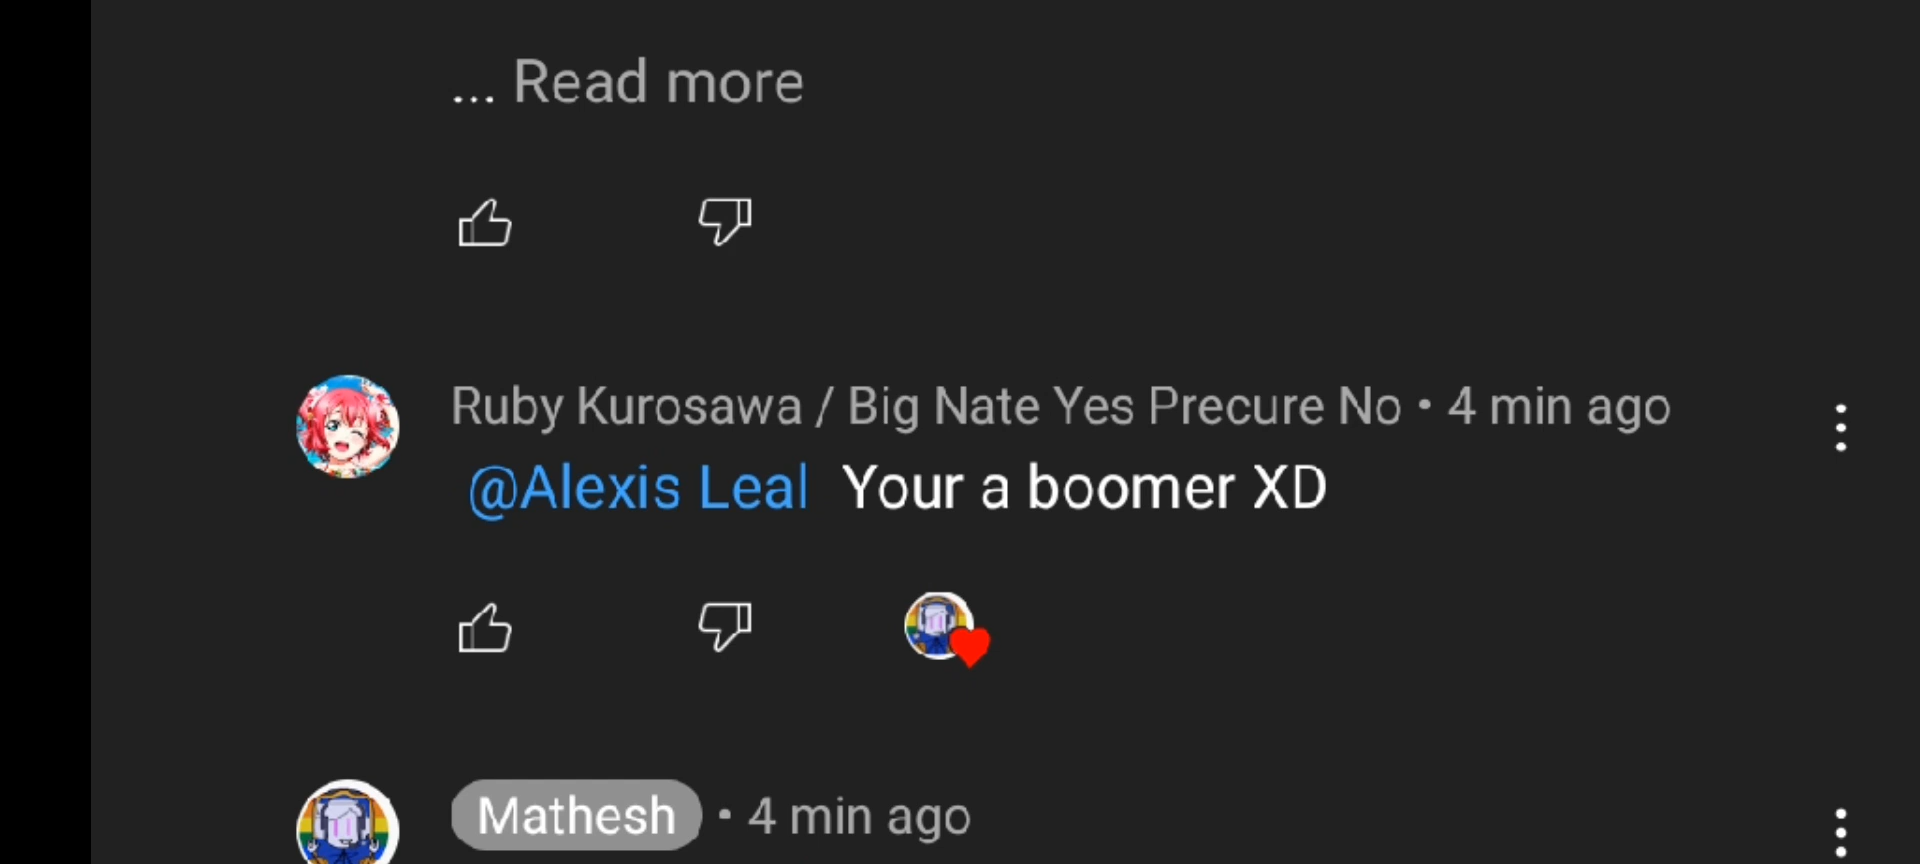 ... Read more
Ruby Kurosawa / Big Nate Yes Precure No • 4 min ago
@Alexis Leal Your a boomer XD
Mathesh • 4 min ago